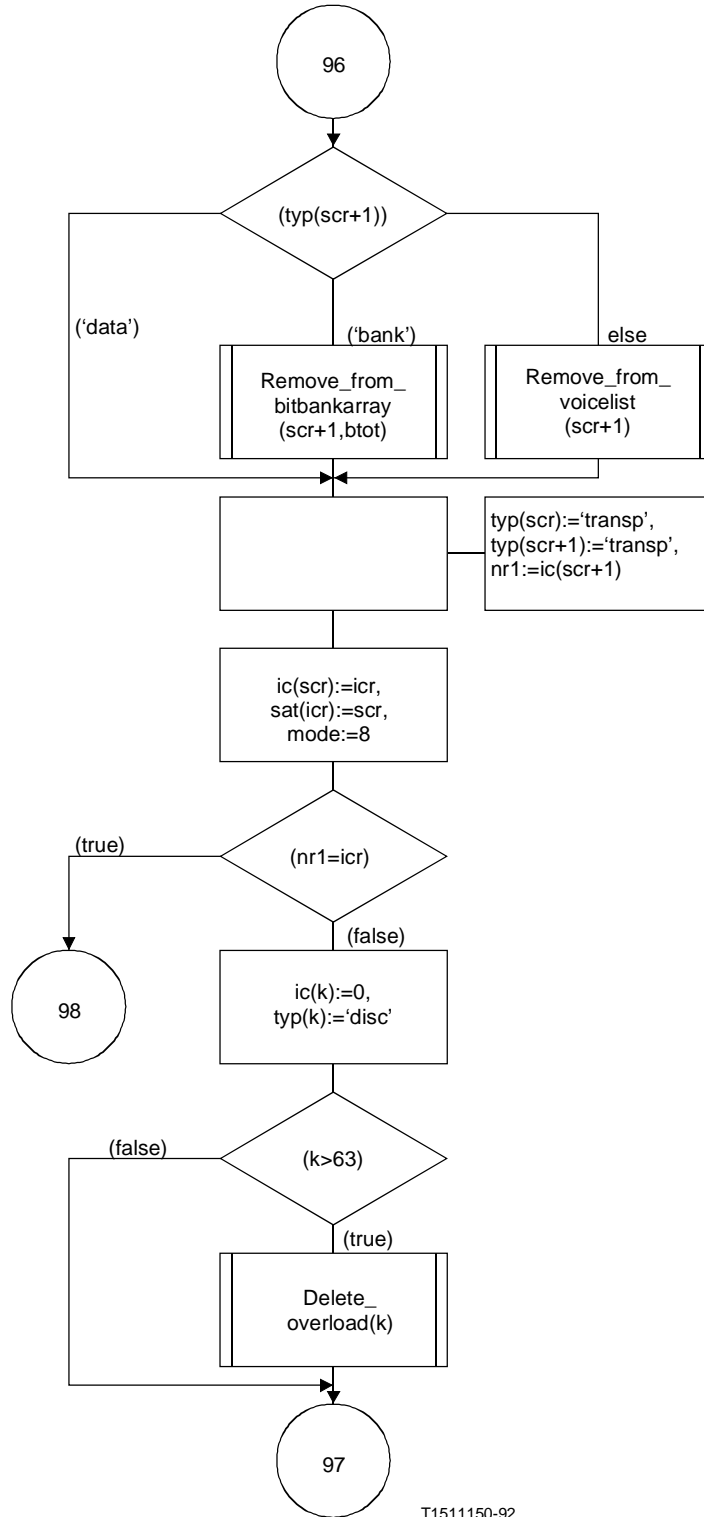 96
(typ(scr+1))
(‘data’)
(‘bank’)
else
Remove_from_
bitbankarray
(scr+1,btot)
Remove_from_
voicelist
(scr+1)
typ(scr):=‘transp’,
typ(scr+1):=‘transp’,
nr1:=ic(scr+1)
ic(scr):=icr,
sat(icr):=scr,
mode:=8
(true)
(nr1=icr)
(false)
98
ic(k):=0,
typ(k):=‘disc’
(false)
(k>63)
(true)
Delete_
overload(k)
97
T1511150-92